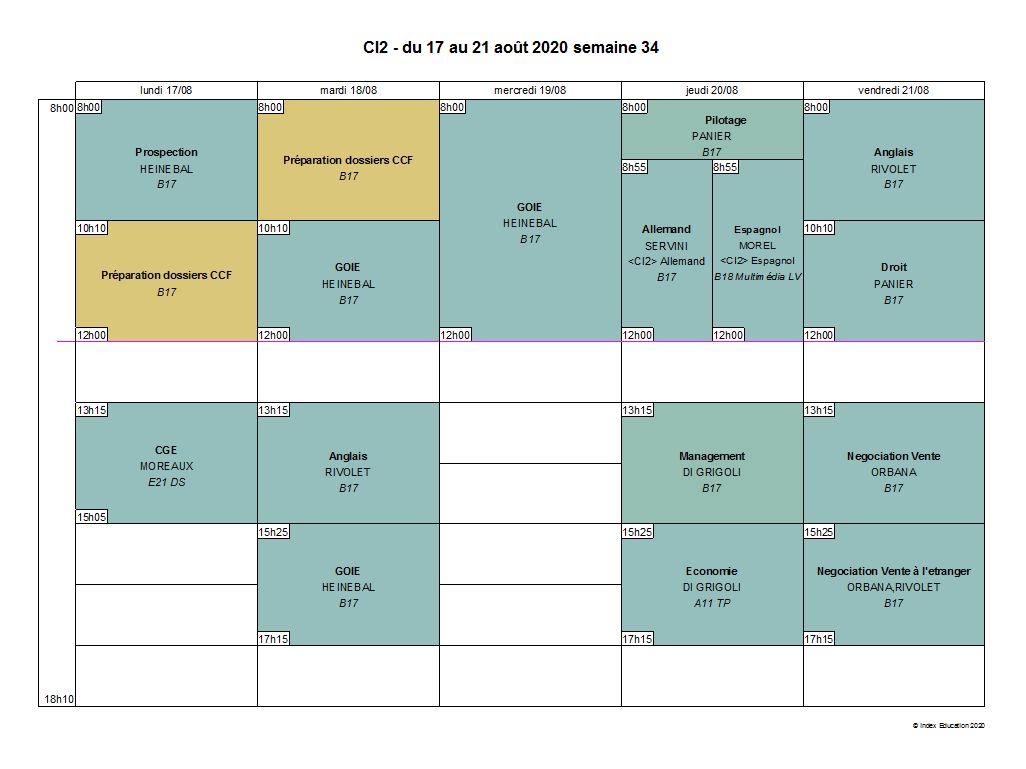 CI2 - du 17 au 21 août 2020 semaine 34
lundi 17/08
mardi 18/08
mercredi 19/08
jeudi 20/08
vendredi 21/08
8h00
8h00
Prospection
HEINEBAL
B17
10h10
Préparation dossiers CCF
B17
12h00
13h15
CGE
MOREAUX
E21 DS
15h05
8h00
Préparation dossiers CCF
B17
10h10
GOIE
HEINEBAL
B17
12h00
13h15
Anglais
RIVOLET
B17
15h25
GOIE
HEINEBAL
B17
17h15
8h00
GOIE
HEINEBAL
B17
12h00
8h00
Pilotage
PANIER
B17
8h55
Allemand
SERVINI
<CI2> Allemand
B17
12h00
8h55
Espagnol
MOREL
<CI2> Espagnol
B18 Multimédia LV
12h00
13h15
Management
DI GRIGOLI
B17
15h25
Economie
DI GRIGOLI
A11 TP
17h15
8h00
Anglais
RIVOLET
B17
10h10
Droit
PANIER
B17
12h00
13h15
Negociation Vente
ORBANA
B17
15h25
Negociation Vente à l'etranger
ORBANA,RIVOLET
B17
17h15
18h10
© Index Education 2020